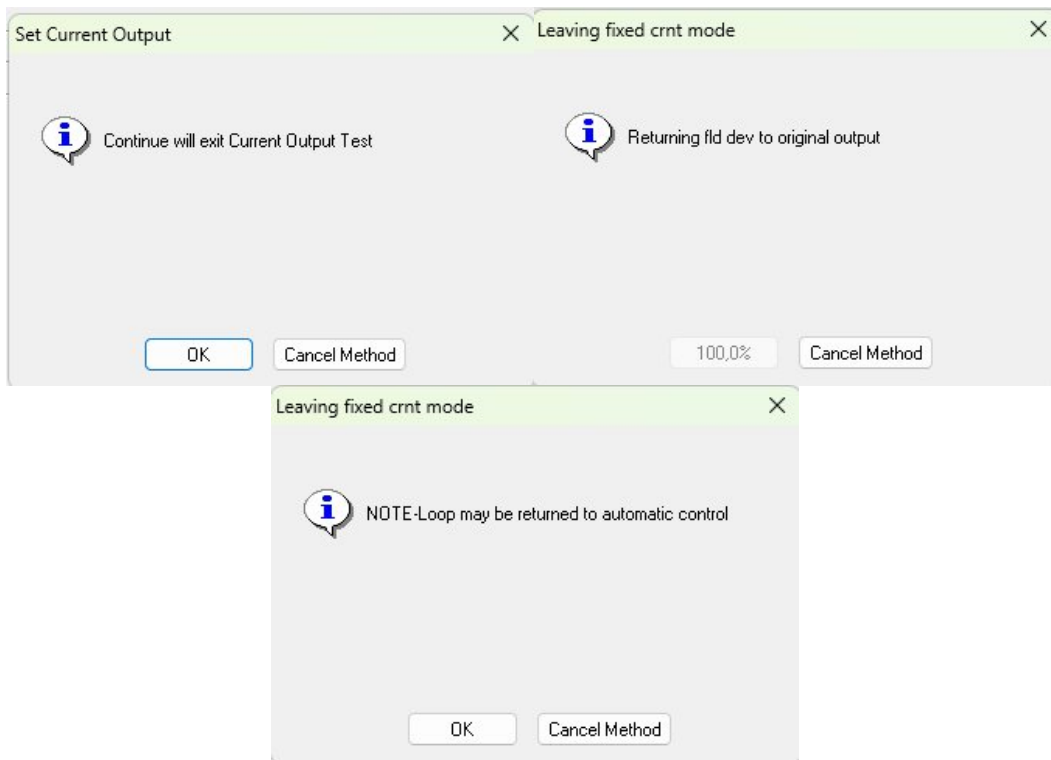 Set Current Output
Continue will exit Current Output Test
OK
Cancel Method
Leaving fixed crnt mode
Returning fld dev to original output
100,0%
Cancel Method
Leaving fixed crnt mode
NOTE-Loop may be returned to automatic control
OK
Cancel Method